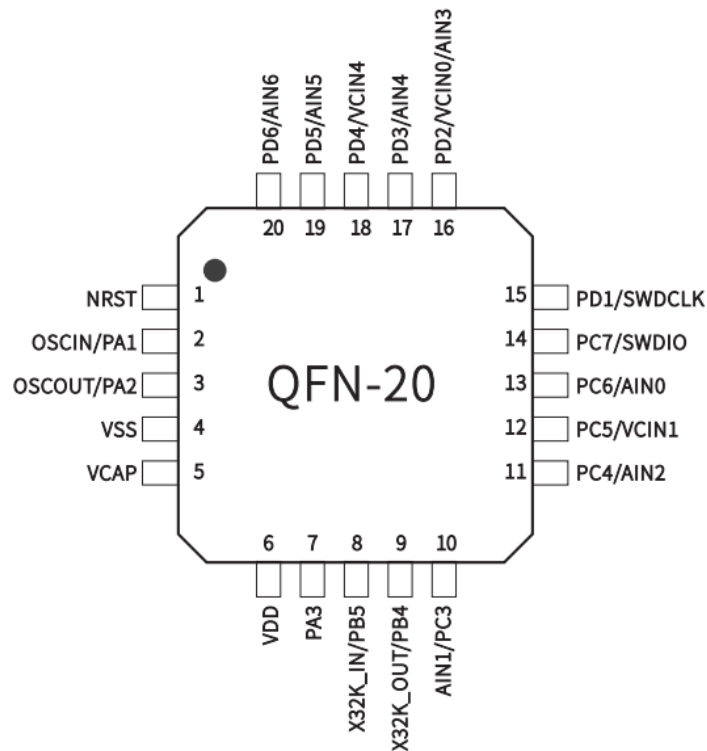 PD6/AIN6
PD5/AIN5
PD4/VCIN4
PD3/AIN4
PD2/VCIN0/AIN3
20 19 18 17 16
NRST 1
OSCIN/PA1 2
OSCOUT/PA2 3
VSS 4
VCAP 5
QFN-20
15 PD1/SWDCLK
14 PC7/SWDIO
13 PC6/AIN0
12 PC5/VCIN1
11 PC4/AIN2
6 7 8 9 10
VDD
PA3
X32K_IN/PB5
X32K_OUT/PB4
AIN1/PC3